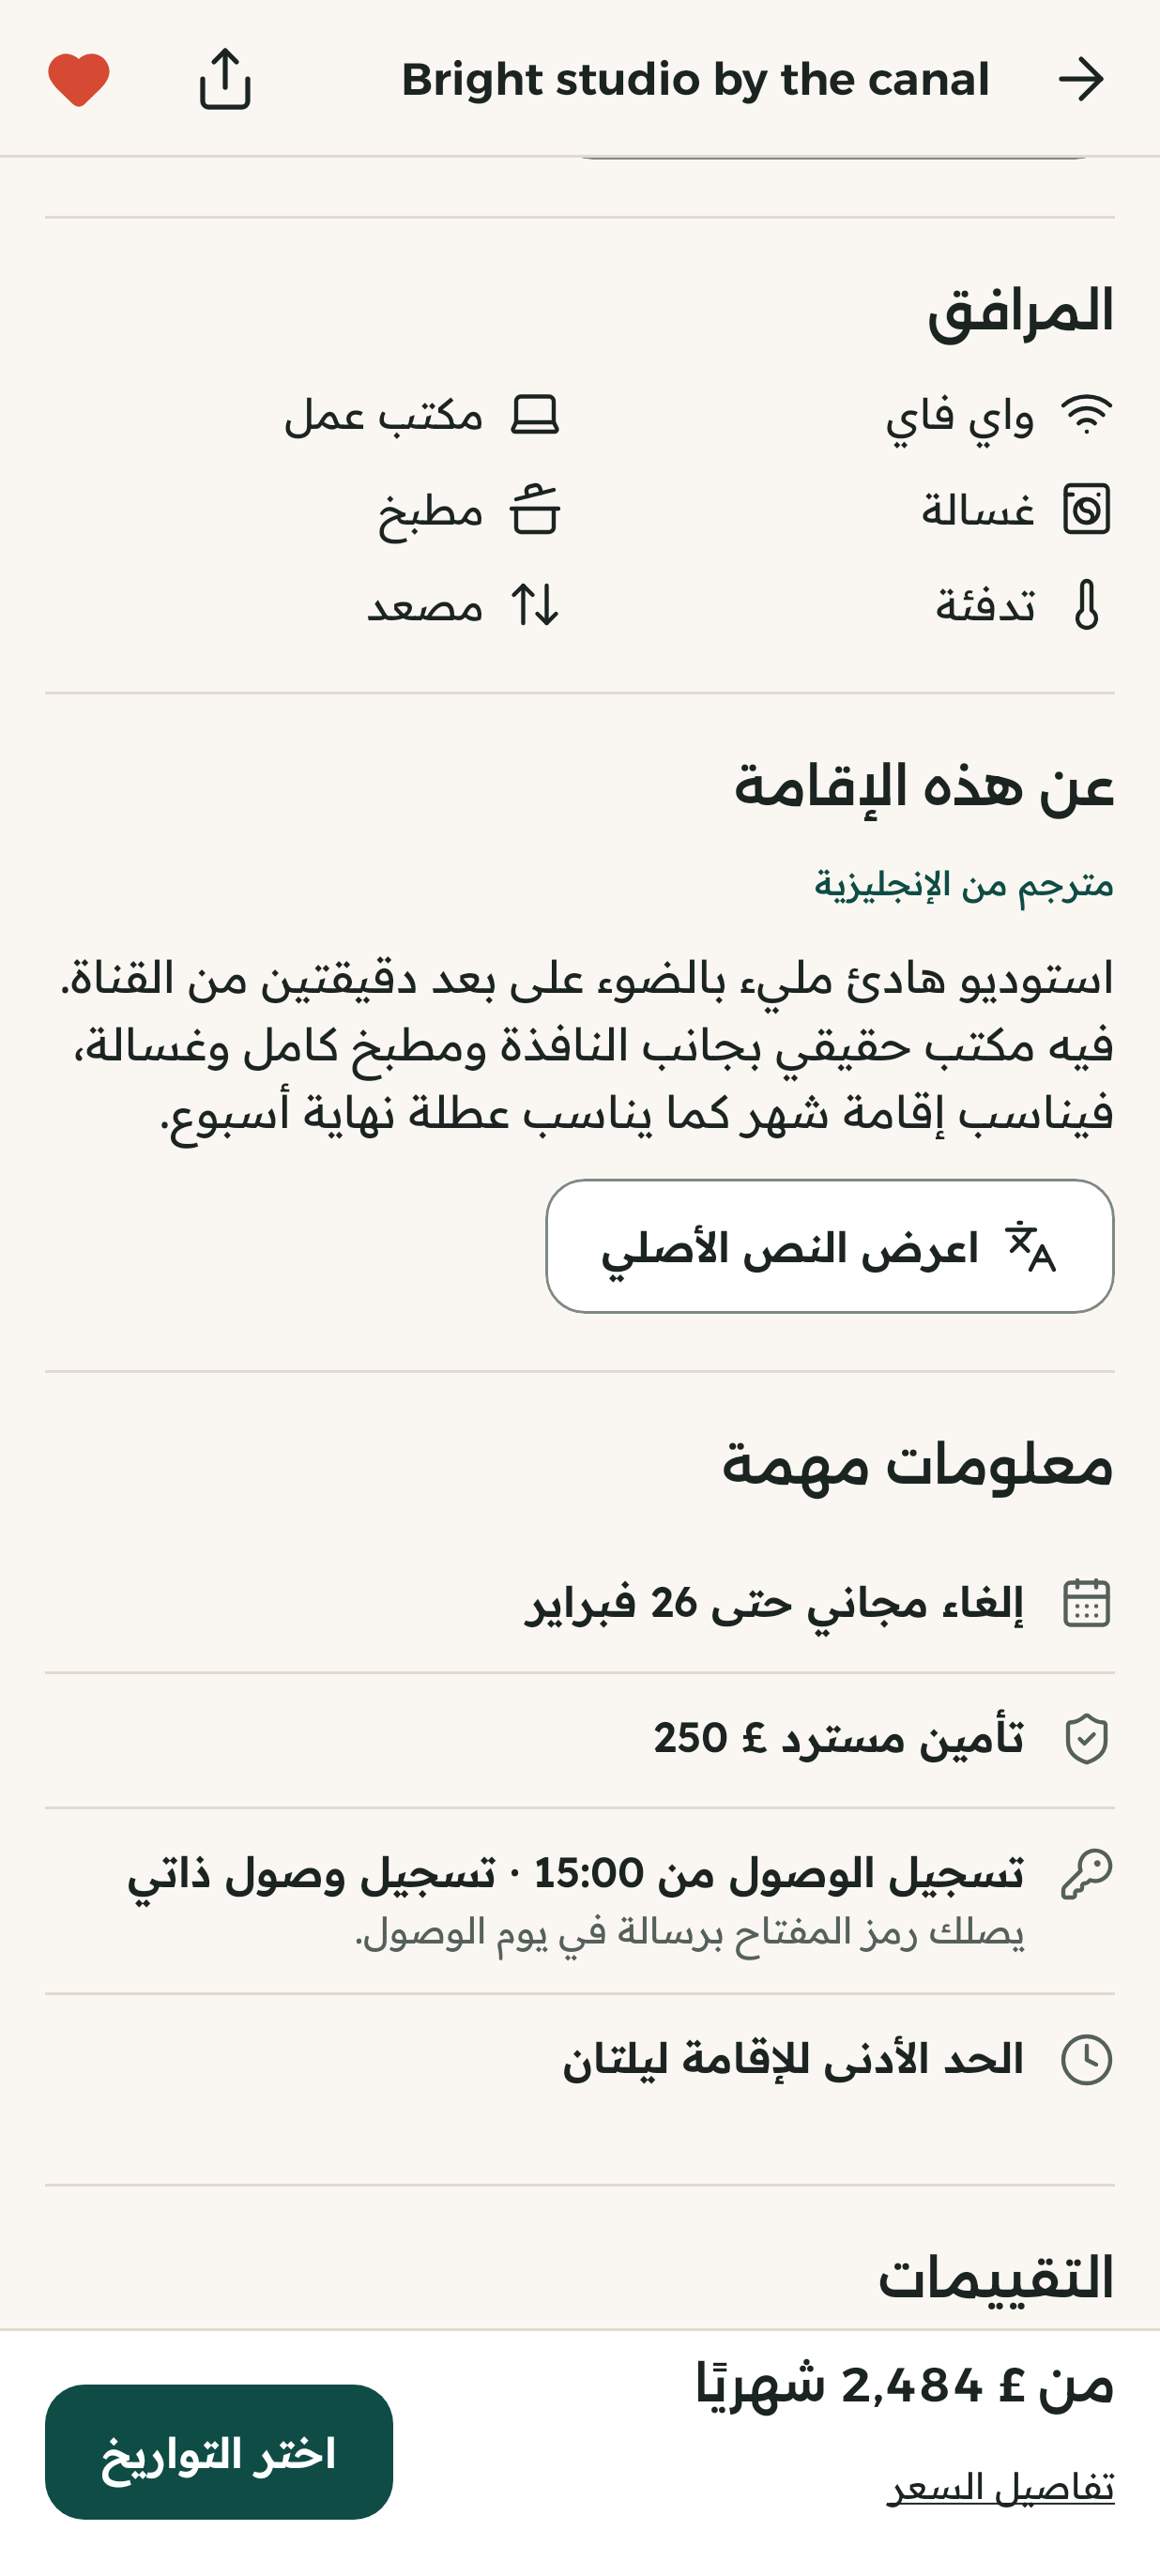 Bright studio by the canal
المرافق
واي فاي
مكتب عمل
غسالة
مطبخ
تدفئة
مصعد
عن هذه الإقامة
مترجم من الإنجليزية
استوديو هادئ مليء بالضوء على بعد دقيقتين من القناة.
فيه مكتب حقيقي بجانب النافذة ومطبخ كامل وغسالة،
فيناسب إقامة شهر كما يناسب عطلة نهاية أسبوع.
اعرض النص الأصلي
معلومات مهمة
إلغاء مجاني حتى 26 فبراير
تأمين مسترد £ 250
تسجيل الوصول من 15:00 · تسجيل وصول ذاتي
يصلك رمز المفتاح برسالة في يوم الوصول.
الحد الأدنى للإقامة ليلتان
التقييمات
من £ 2,484 شهريًا
تفاصيل السعر
اختر التواريخ